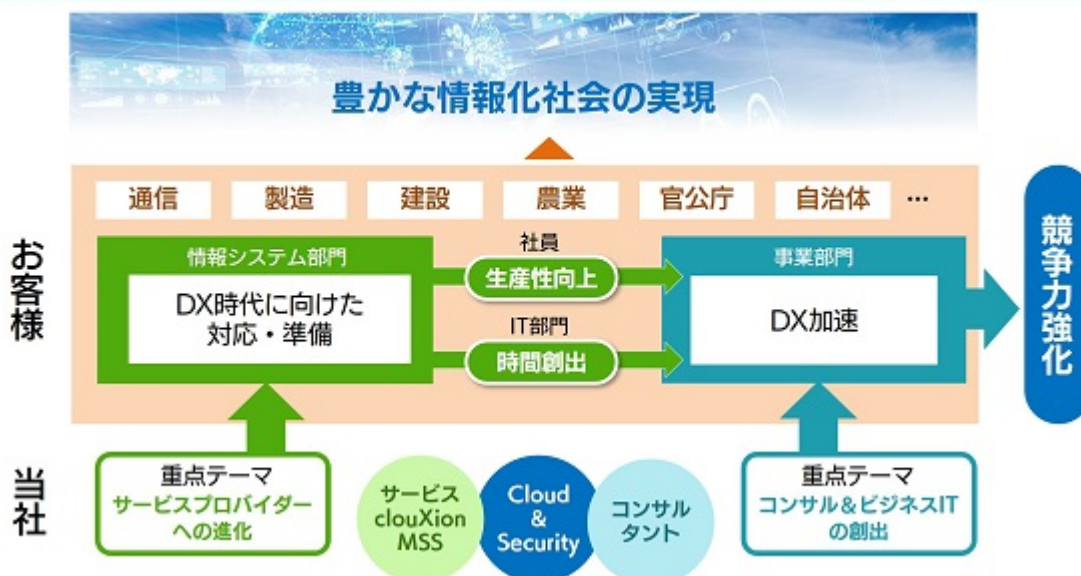 豊かな情報化社会の実現
通信
製造
建設
農業
官公庁
自治体
…
お客様
情報システム部門
DX時代に向けた
対応・準備
社員
生産性向上
IT部門
時間創出
事業部門
DX加速
競争力強化
当社
重点テーマ
サービスプロバイダー
への進化
サービス
clouXion
MSS
Cloud
&
Security
コンサル
タント
重点テーマ
コンサル&ビジネスIT
の創出